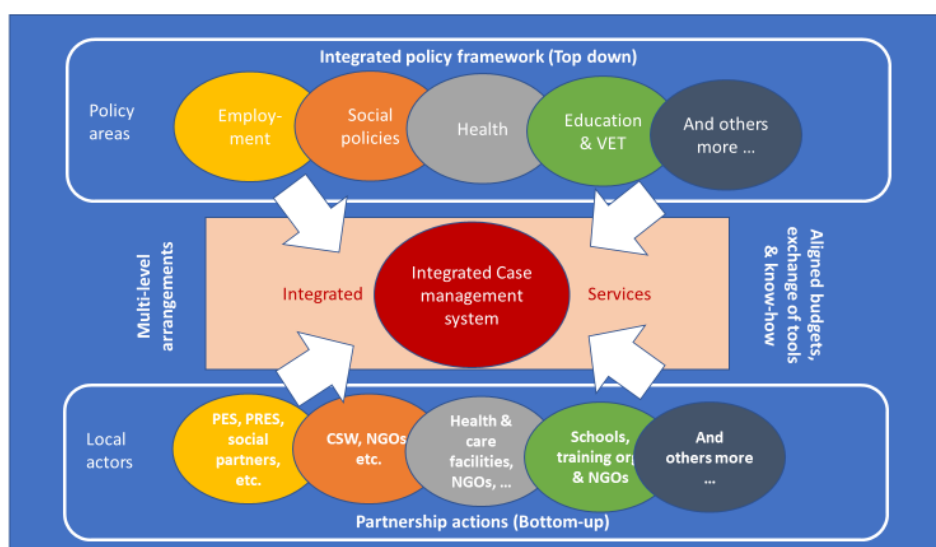 Integrated policy framework (Top down)
Policy
areas
Employ-
ment
Social
policies
Health
Education
& VET
And others
more ...
Multi-level
arrangements
Integrated
Integrated Case
management
system
Services
Aligned budgets,
exchange of tools
& know-how
Local
actors
PES, PRES,
social
partners,
etc.
CSW, NGOs
etc.
Health &
care
facilities,
NGOs, ...
Schools,
training org
& NGOs
And
others more
...
Partnership actions (Bottom-up)